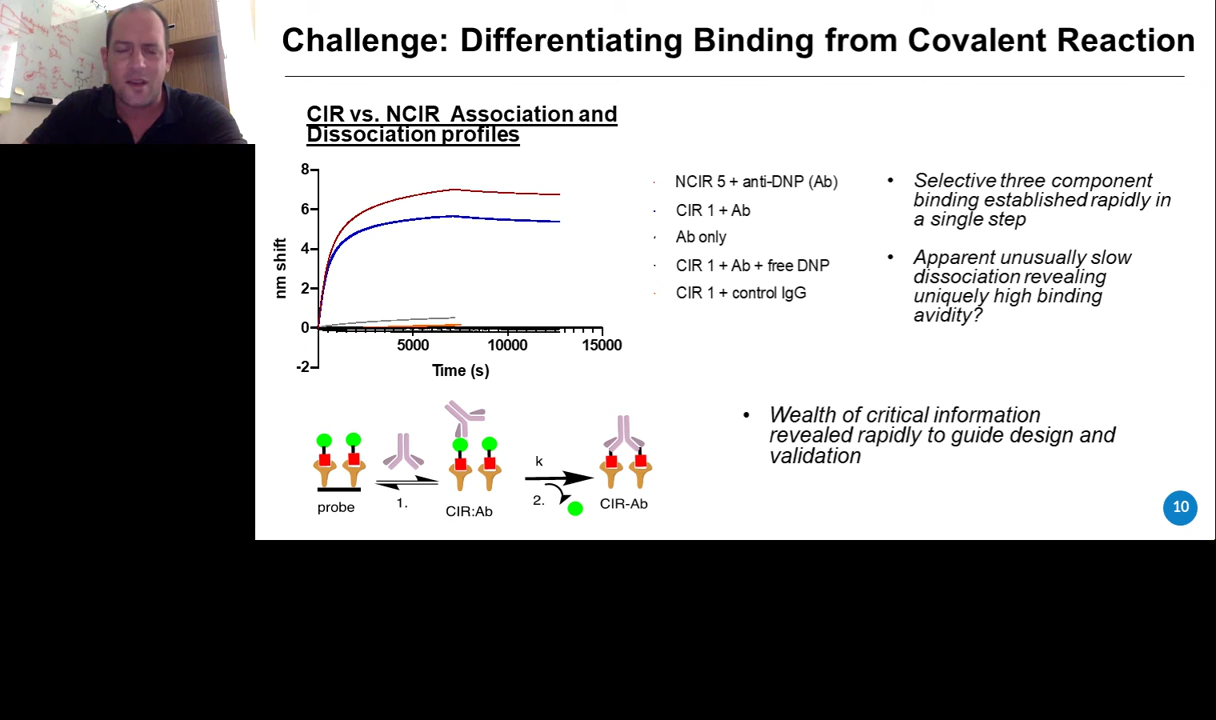 Challenge: Differentiating Binding from Covalent Reaction
CIR vs. NCIR Association and
Dissociation profiles
8
6
4
2
0
-2
nm shift
5000
10000
15000
Time (s)
NCIR 5 + anti-DNP (Ab)
CIR 1 + Ab
Ab only
CIR 1 + Ab + free DNP
CIR 1 + control IgG
• Selective three component
binding established rapidly in
a single step
• Apparent unusually slow
dissociation revealing
uniquely high binding
avidity?
• Wealth of critical information
revealed rapidly to guide design and
validation
probe
1.
CIR:Ab
k
2.
CIR-Ab
10